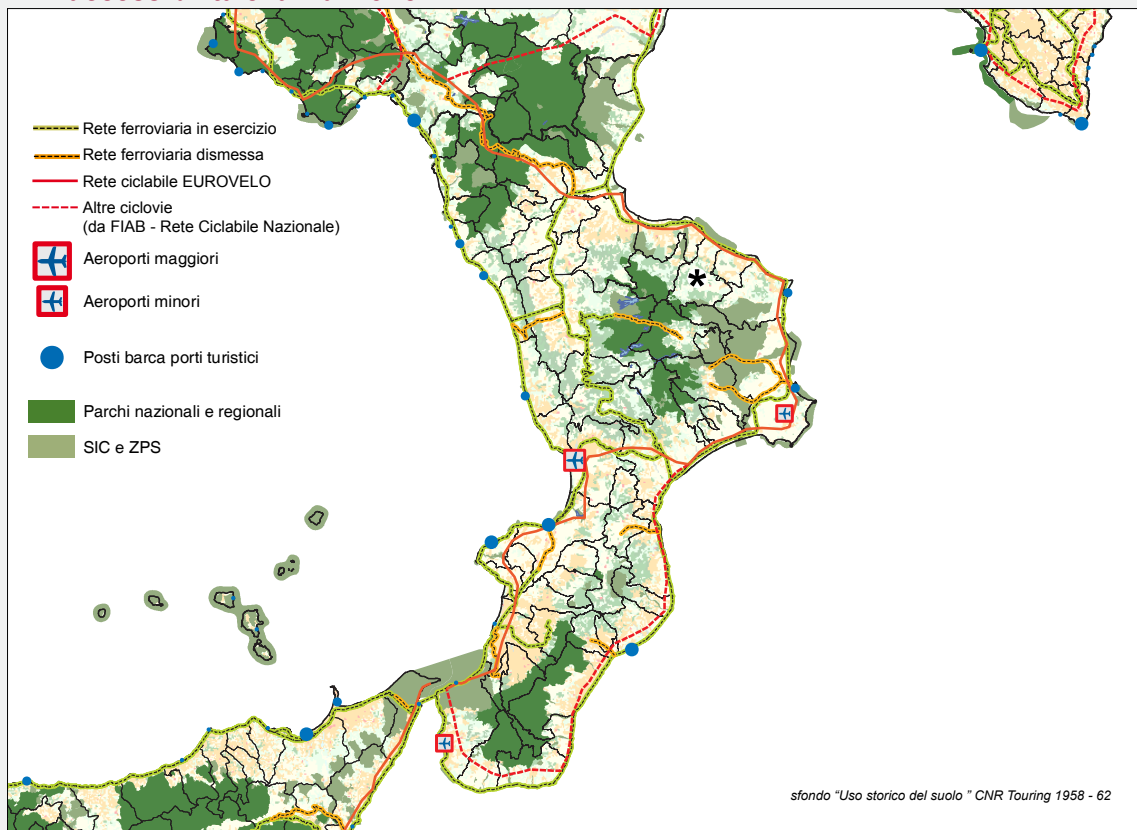 Rete ferroviaria in esercizio
Rete ferroviaria dismessa
Rete ciclabile EUROVELO
Altre ciclovie
(da FIAB - Rete Ciclabile Nazionale)
Aeroporti maggiori
Aeroporti minori
Posti barca porti turistici
Parchi nazionali e regionali
SIC e ZPS
*
sfondo “Uso storico del suolo ” CNR Touring 1958 - 62